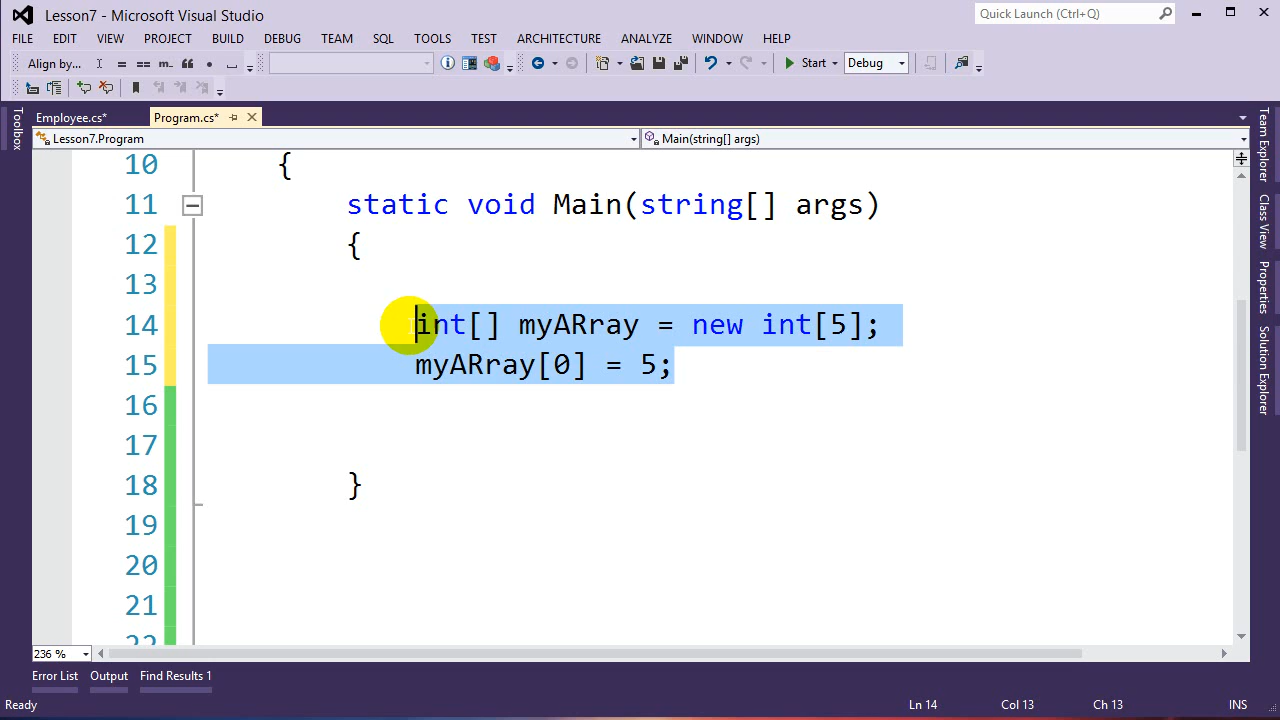 Lesson7 - Microsoft Visual Studio
Quick Launch (Ctrl+Q)
FILE EDIT VIEW PROJECT BUILD DEBUG TEAM SQL TOOLS TEST ARCHITECTURE ANALYZE WINDOW HELP
Align by...
Start
Debug
Employee.cs*
Program.cs*
Lesson7.Program
Main(string[] args)
Toolbox
Team Explorer
Class View
Properties
Solution Explorer
10 {
11 static void Main(string[] args)
12 {
13
14 int[] myARray = new int[5];
15 myARray[0] = 5;
16
17
18 }
19
20
21
22
236 %
Error List Output Find Results 1
Ready Ln 14 Col 13 Ch 13 INS